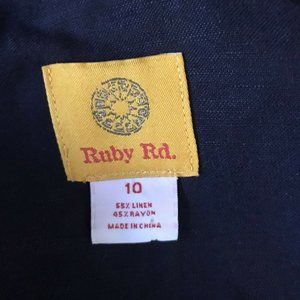 Ruby Rd.
10
55% LINEN
45% RAYON
MADE IN CHINA